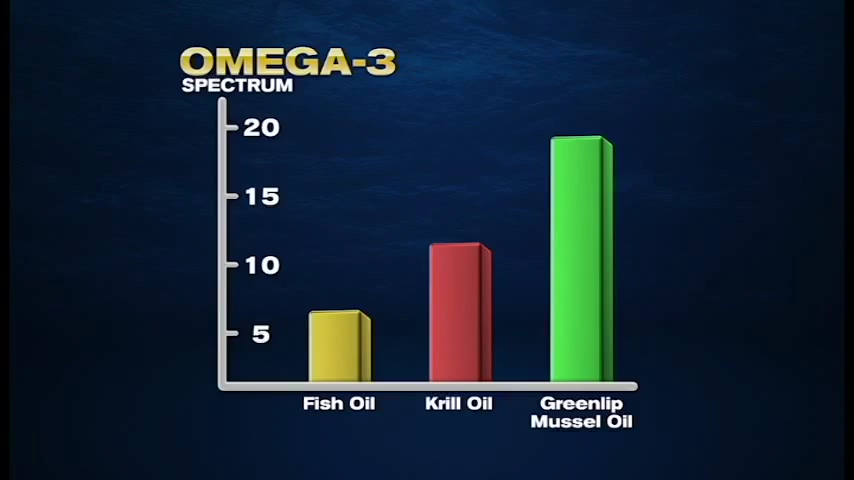 OMEGA-3
SPECTRUM
20
15
10
5
Fish Oil
Krill Oil
Greenlip
Mussel Oil